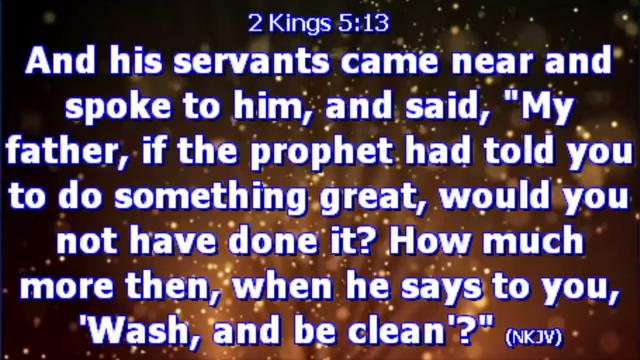 2 Kings 5:13
And his servants came near and
spoke to him, and said, "My
father, if the prophet had told you
to do something great, would you
not have done it? How much
more then, when he says to you,
'Wash, and be clean'?" (NKJV)